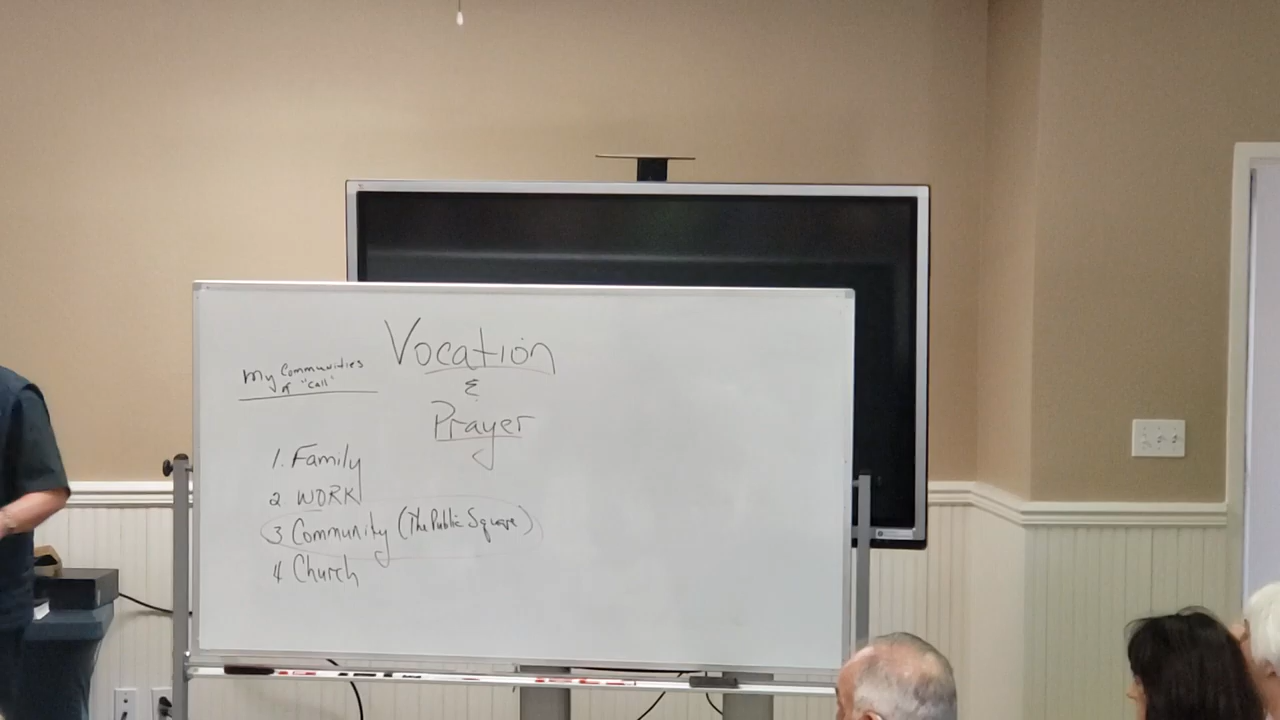 Vocation
&
Prayer
My Communities
of "call"
1. Family
2 WORK
3 Community (The Public Square)
4 Church